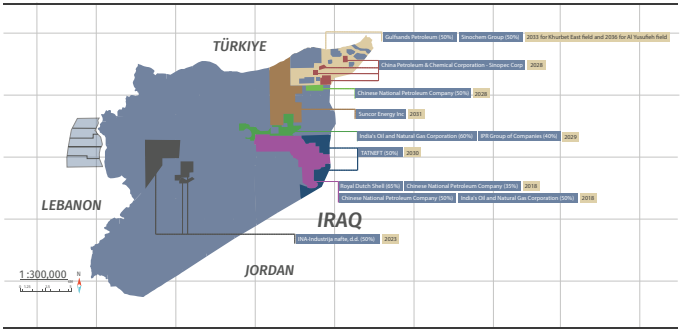 Gulfsands Petroleum (50%) Sinochem Group (50%) 2033 for Khurbet East field and 2036 for Al Yusufieh field
TÜRKIYE
China Petroleum & Chemical Corporation - Sinopec Corp 2028
Chinese National Petroleum Company (50%) 2028
Suncor Energy Inc 2031
India's Oil and Natural Gas Corporation (60%) IPR Group of Companies (40%) 2029
TATNEFT (50%) 2030
Royal Dutch Shell (65%) Chinese National Petroleum Company (35%) 2018
Chinese National Petroleum Company (50%) India's Oil and Natural Gas Corporation (50%) 2018
LEBANON
IRAQ
INA-Industrija nafte, d.d. (50%) 2023
JORDAN
1:300,000
N